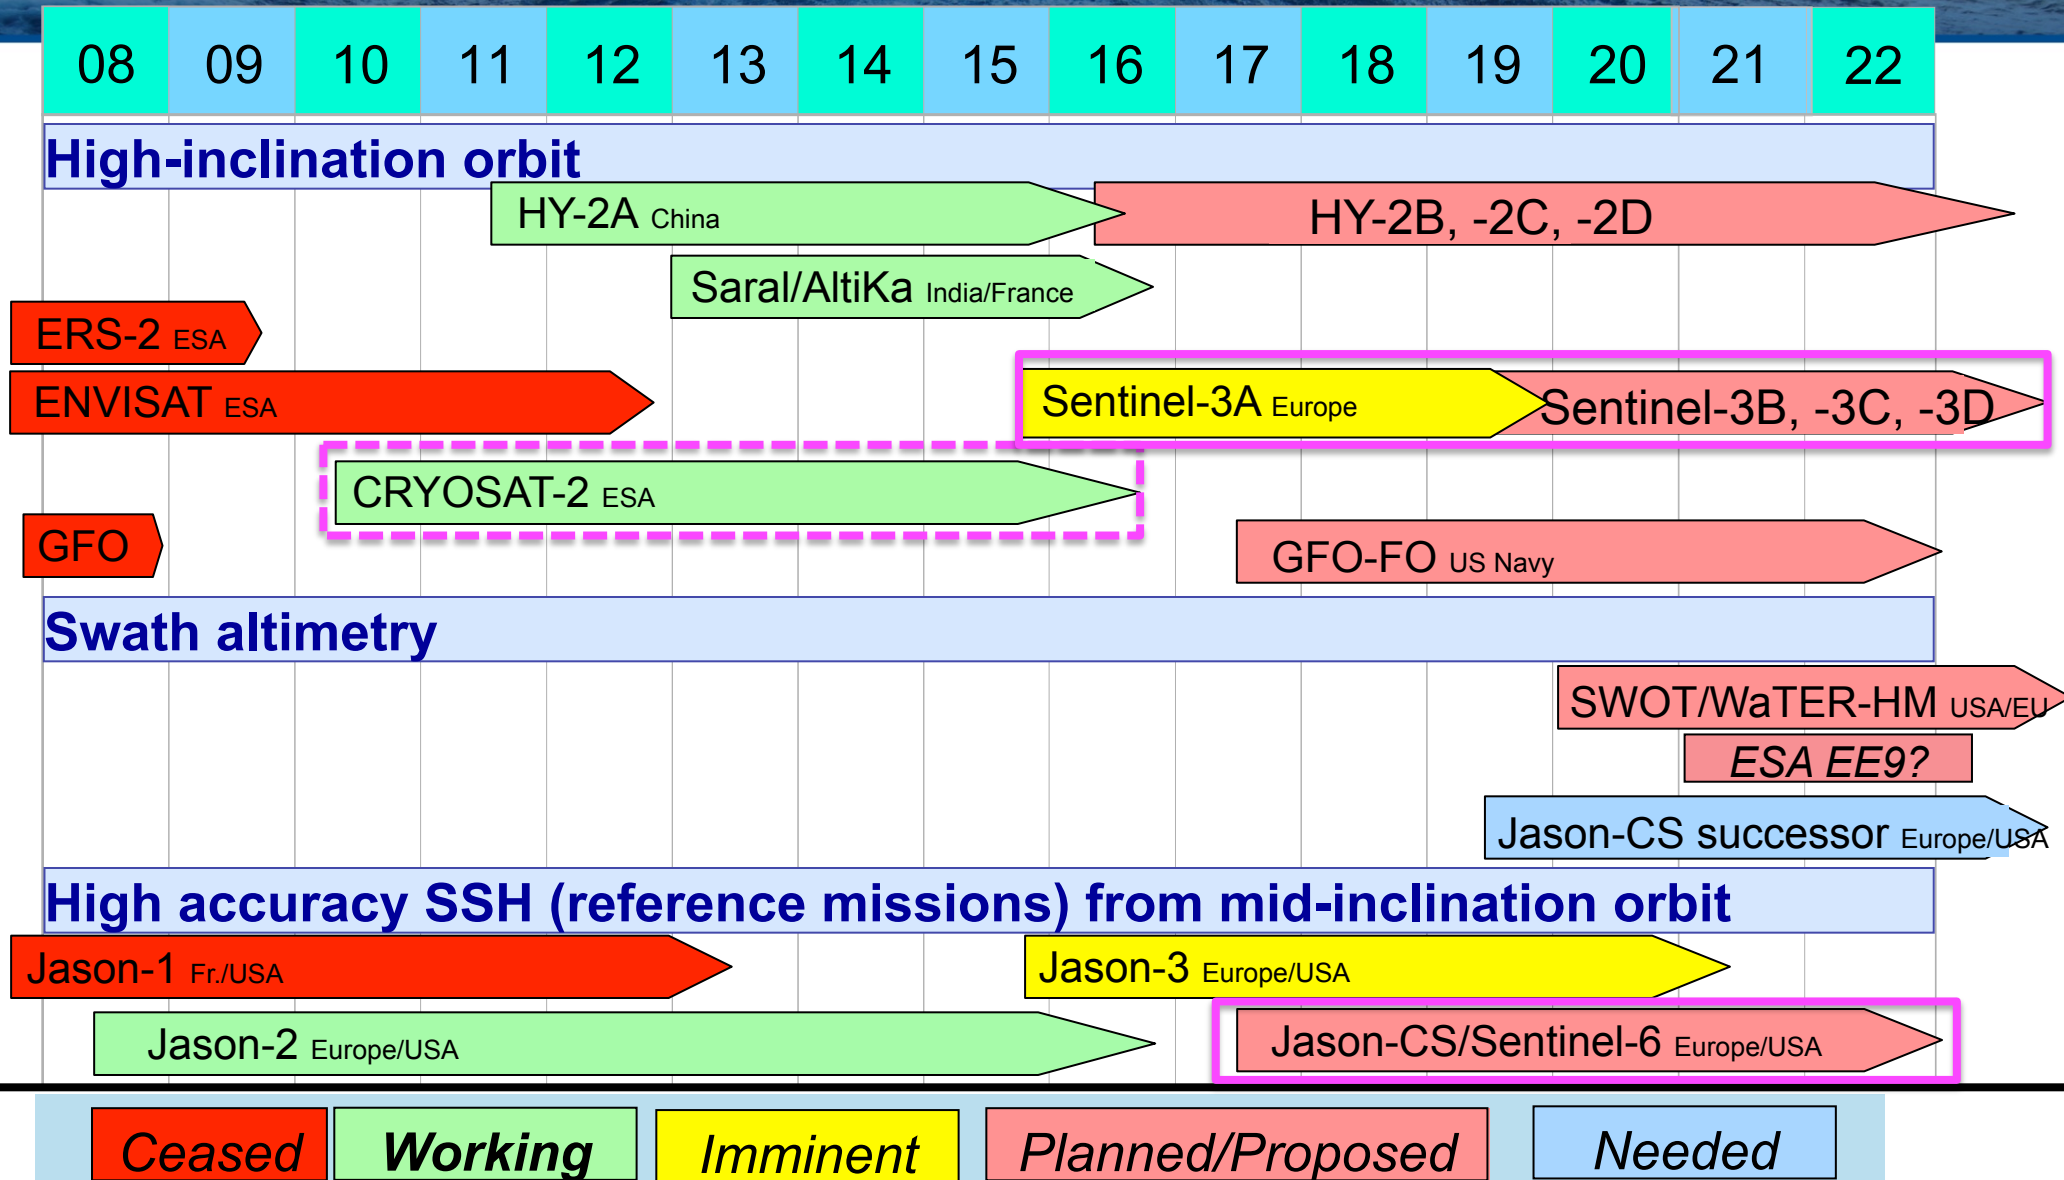 08 09 10 11 12 13 14 15 16 17 18 19 20 21 22
High-inclination orbit
HY-2A China
HY-2B, -2C, -2D
Saral/AltiKa India/France
ERS-2 ESA
ENVISAT ESA
Sentinel-3A Europe
Sentinel-3B, -3C, -3D
CRYOSAT-2 ESA
GFO
GFO-FO US Navy
Swath altimetry
SWOT/WaTER-HM USA/EU
ESA EE9?
Jason-CS successor Europe/USA
High accuracy SSH (reference missions) from mid-inclination orbit
Jason-1 Fr./USA
Jason-3 Europe/USA
Jason-2 Europe/USA
Jason-CS/Sentinel-6 Europe/USA
Ceased
Working
Imminent
Planned/Proposed
Needed